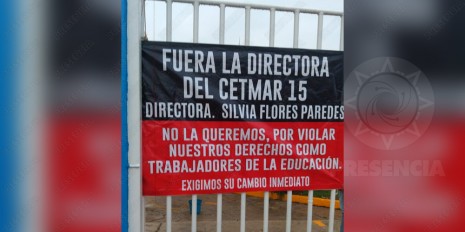 FUERA LA DIRECTORA
DEL CETMAR 15
DIRECTORA. SILVIA FLORES PAREDES
NO LA QUEREMOS, POR VIOLAR
NUESTROS DERECHOS COMO
TRABAJADORES DE LA EDUCACIÓN.
EXIGIMOS SU CAMBIO INMEDIATO
PRESENCIA